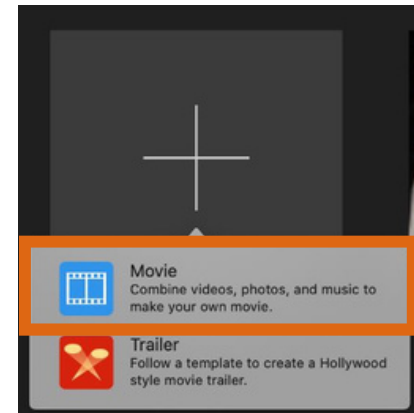 Movie
Combine videos, photos, and music to
make your own movie.
Trailer
Follow a template to create a Hollywood
style movie trailer.